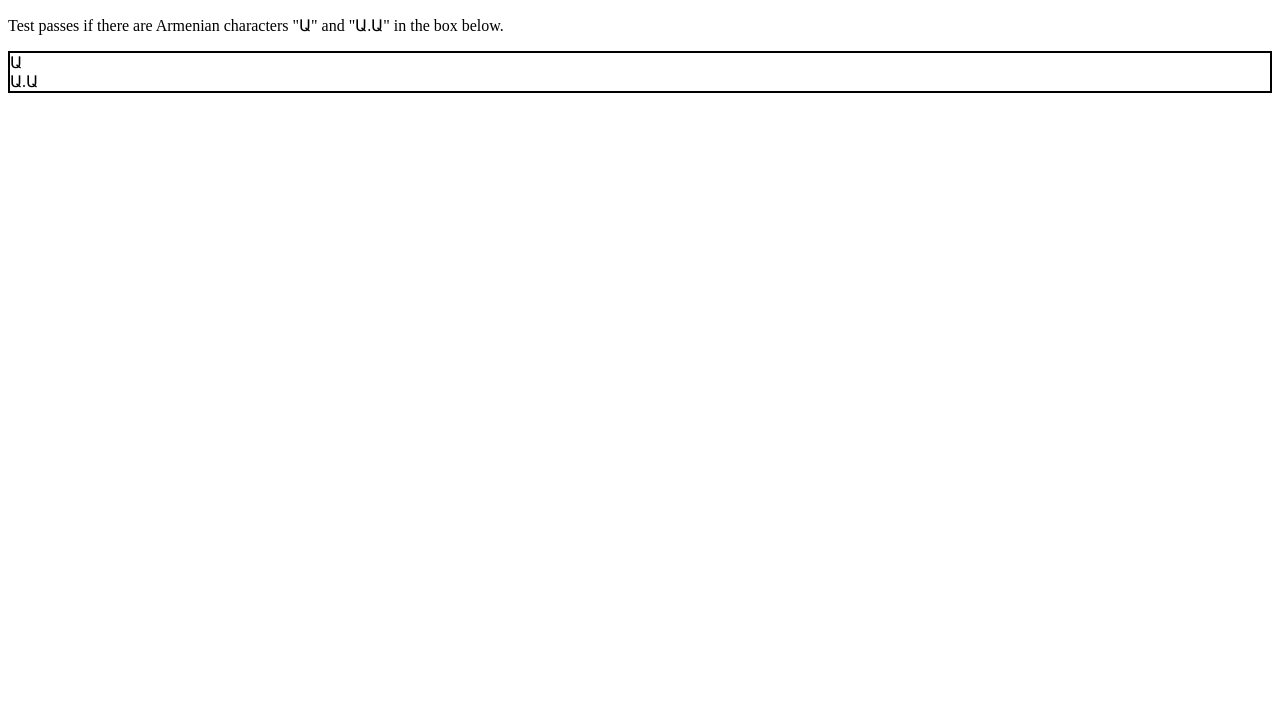 Test passes if there are Armenian characters "Ա" and "Ա.Ա" in the box below.
Ա
Ա.Ա